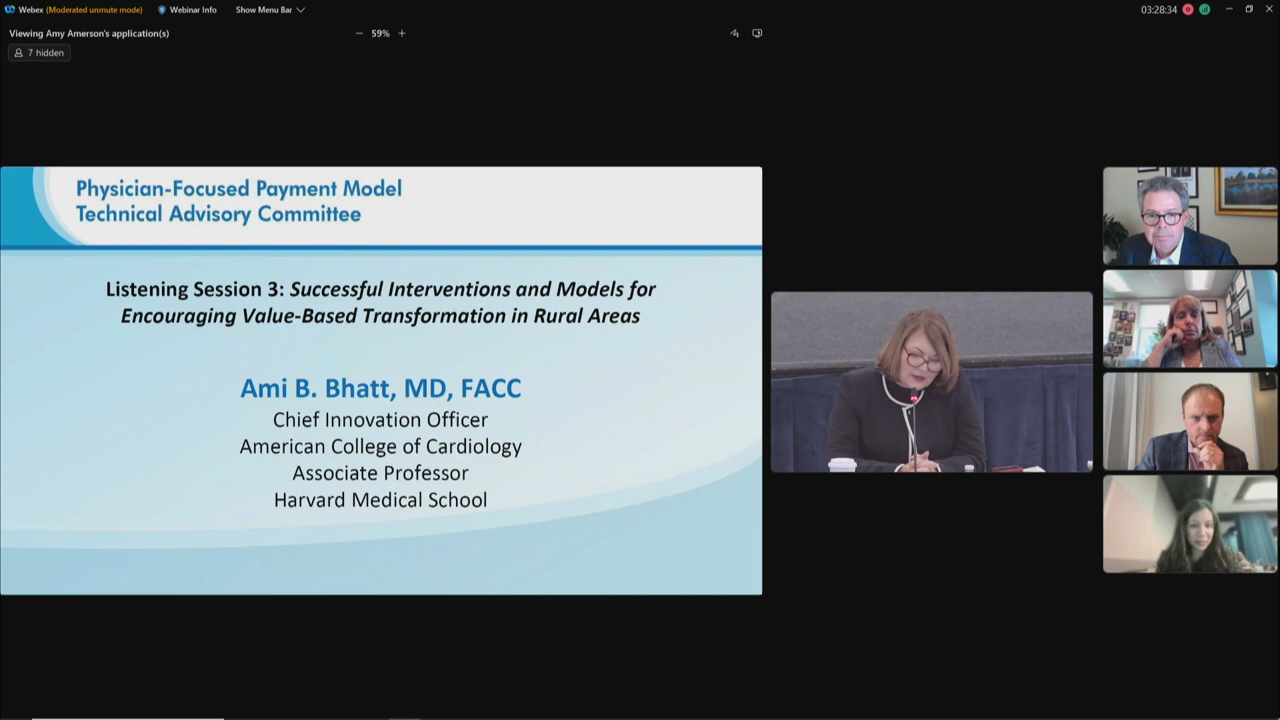 Webex (Moderated unmute mode) Webinar Info Show Menu Bar 03:28:34
Viewing Amy Amerson's application(s) 59%
7 hidden
Physician-Focused Payment Model
Technical Advisory Committee
Listening Session 3: Successful Interventions and Models for
Encouraging Value-Based Transformation in Rural Areas
Ami B. Bhatt, MD, FACC
Chief Innovation Officer
American College of Cardiology
Associate Professor
Harvard Medical School